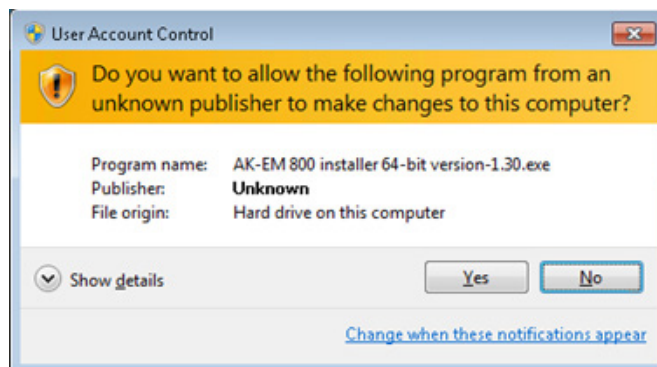 User Account Control
Do you want to allow the following program from an
unknown publisher to make changes to this computer?
Program name: AK-EM 800 installer 64-bit version-1.30.exe
Publisher: Unknown
File origin: Hard drive on this computer
Show details
Yes No
Change when these notifications appear